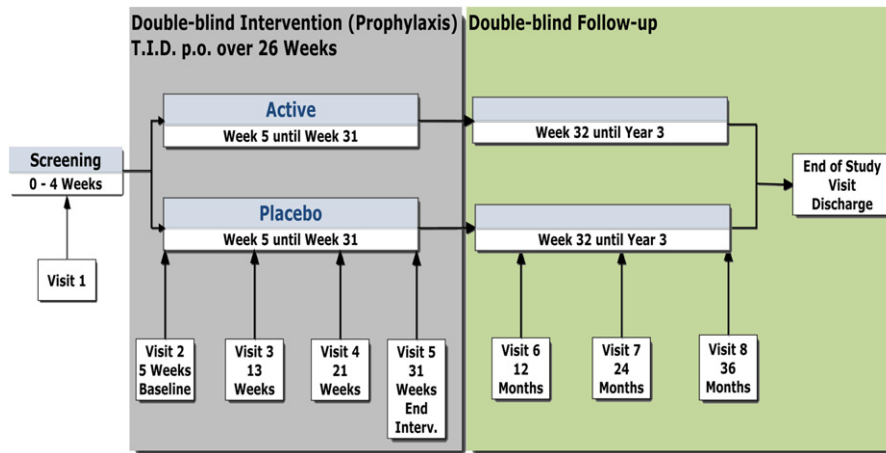 Double-blind Intervention (Prophylaxis)
T.I.D. p.o. over 26 Weeks
Double-blind Follow-up
Active
Week 5 until Week 31
Week 32 until Year 3
Screening
0 - 4 Weeks
End of Study
Visit
Discharge
Placebo
Week 5 until Week 31
Week 32 until Year 3
Visit 1
Visit 2
5 Weeks
Baseline
Visit 3
13
Weeks
Visit 4
21
Weeks
Visit 5
31
Weeks
End
Interv.
Visit 6
12
Months
Visit 7
24
Months
Visit 8
36
Months